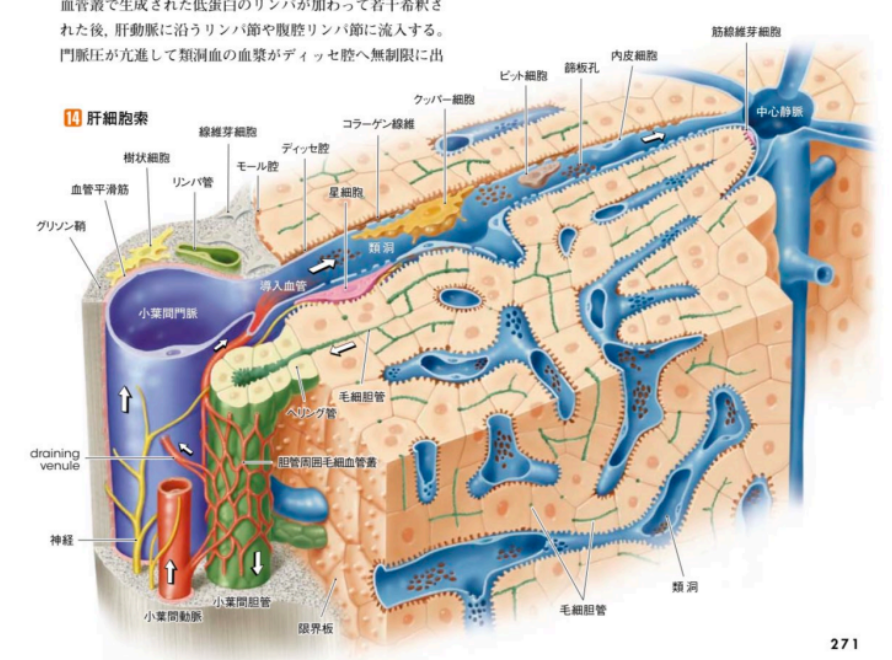 血管叢で生成された低蛋白のリンパが加わって若干希釈さ
れた後，肝動脈に沿うリンパ節や腹腔リンパ節に流入する。
門脈圧が亢進して類洞血の血漿がディッセ腔へ無制限に出
14 肝細胞索
筋線維芽細胞
内皮細胞
篩板孔
ピット細胞
クッパー細胞
コラーゲン線維
線維芽細胞
ディッセ腔
モール腔
樹状細胞
リンパ管
血管平滑筋
星細胞
グリソン鞘
中心静脈
類洞
導入血管
小葉間門脈
毛細胆管
ヘリング管
draining
venule
胆管周囲毛細血管叢
神経
小葉間動脈
小葉間胆管
限界板
毛細胆管
類洞
271